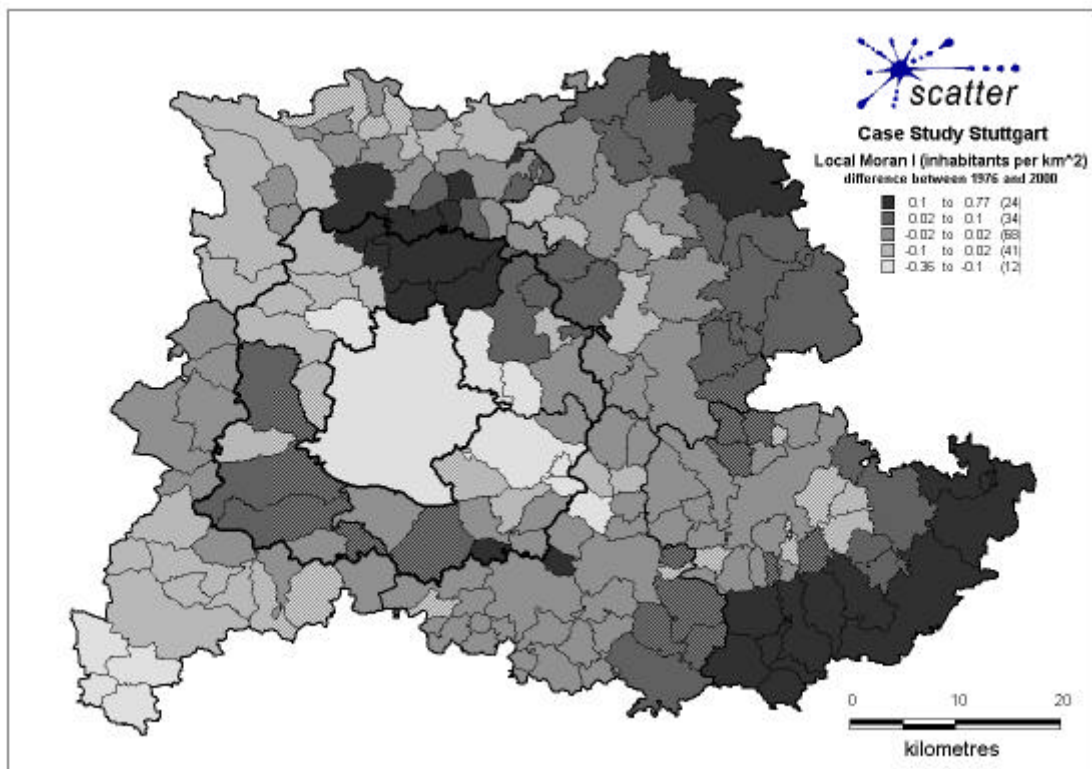 scatter
Case Study Stuttgart
Local Moran I (inhabitants per km^2)
difference between 1976 and 2000
0.1 to 0.77 (24)
0.02 to 0.1 (34)
-0.02 to 0.02 (68)
-0.1 to 0.02 (41)
-0.36 to -0.1 (12)
0 10 20
kilometres